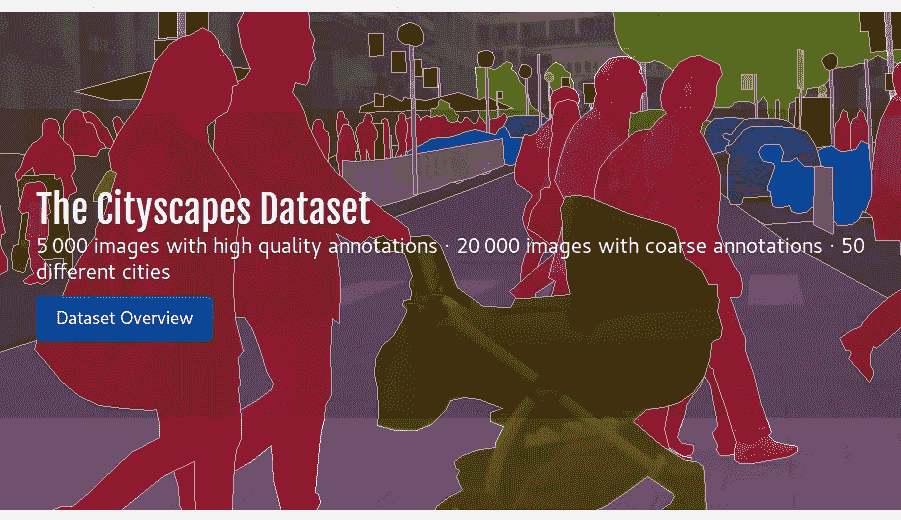 The Cityscapes Dataset
5 000 images with high quality annotations · 20 000 images with coarse annotations · 50
different cities
Dataset Overview